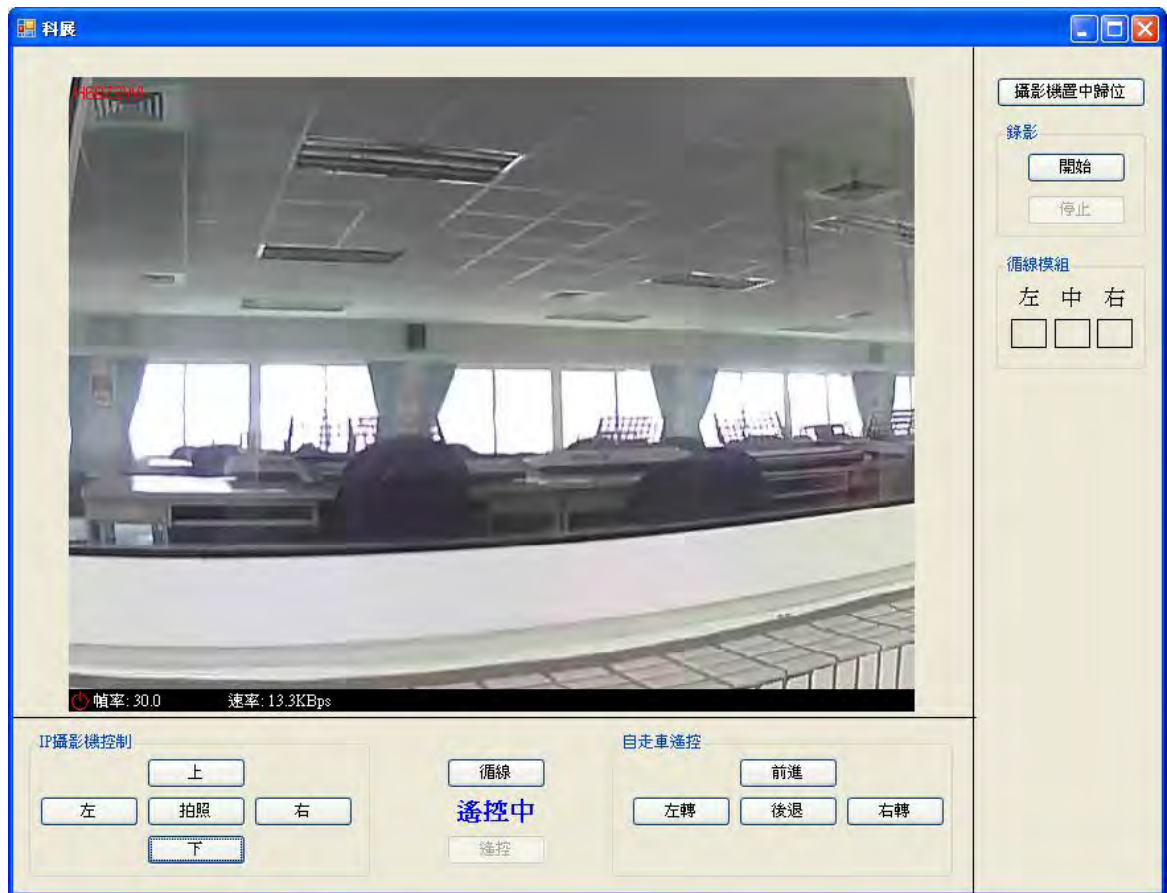 科展
攝影機置中歸位
錄影
開始
停止
循線模組
左 中 右
幀率: 30.0 速率: 13.3KBps
IP攝影機控制
上
左 拍照 右
下
循線
遙控中
遙控
自走車遙控
前進
左轉 後退 右轉